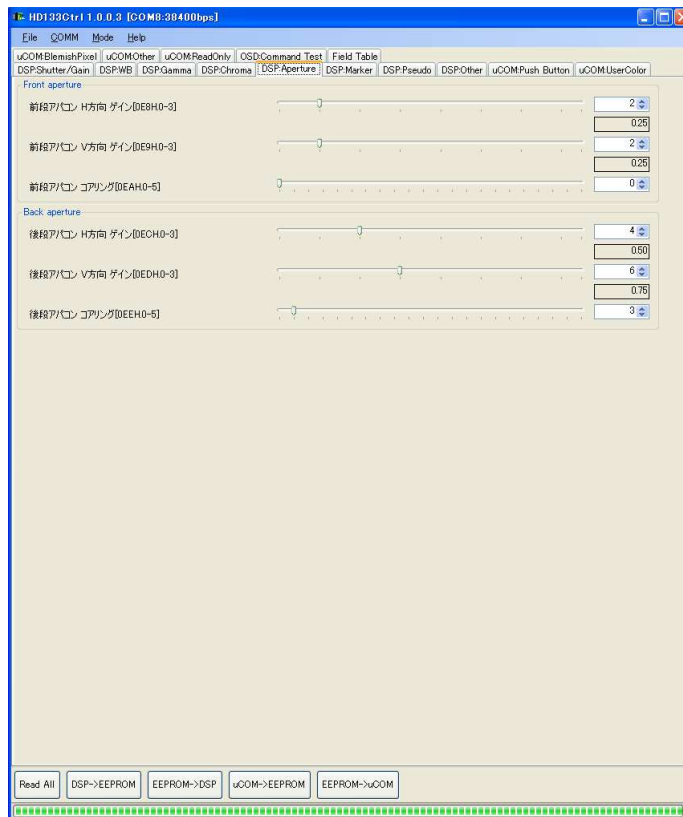 HD133Ctrl 1.0.0.3 [COM8:38400bps]
File COMM Mode Help
uCOM:BlemishPixel uCOM:Other uCOM:ReadOnly OSD:Command Test Field Table
DSP:Shutter/Gain DSP:WB DSP:Gamma DSP:Chroma DSP:Aperture DSP:Marker DSP:Pseudo DSP:Other uCOM:Push Button uCOM:UserColor
Front aperture
前段アパコン H方向 ゲイン[0E8H.0-3] 2
0.25
前段アパコン V方向 ゲイン[0E9H.0-3] 2
0.25
前段アパコン コアリング[0EAH.0-5] 0
Back aperture
後段アパコン H方向 ゲイン[0ECH.0-3] 4
0.50
後段アパコン V方向 ゲイン[0EDH.0-3] 6
0.75
後段アパコン コアリング[0EEH.0-5] 3
Read All DSP->EEPROM EEPROM->DSP uCOM->EEPROM EEPROM->uCOM